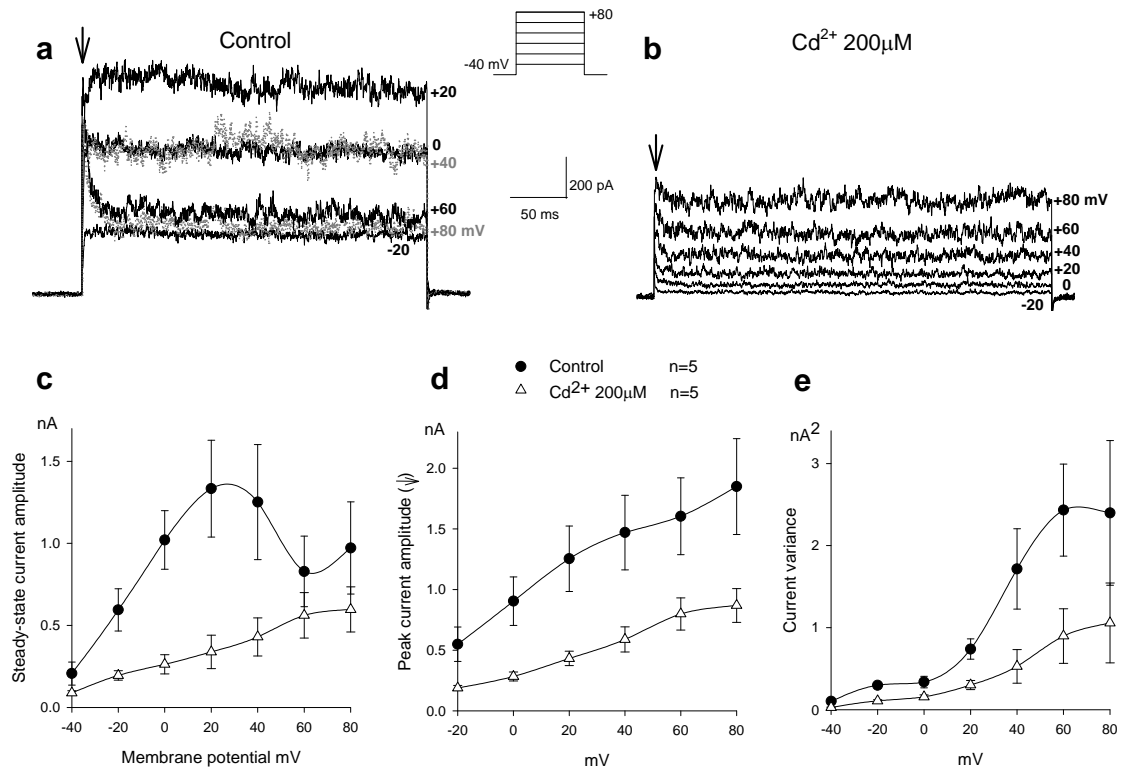 a
Control
+80
-40 mV
b
Cd2+ 200μM
+20
0
+40
+60
+80 mV
-20
200 pA
50 ms
+80 mV
+60
+40
+20
0
-20
Control n=5
Cd2+ 200μM n=5
c
nA
Steady-state current amplitude
1.5
1.0
0.5
0.0
-40 -20 0 20 40 60 80
Membrane potential mV
d
nA
Peak current amplitude (↓)
2.0
1.5
1.0
0.5
0.0
-20 0 20 40 60 80
mV
e
nA2
Current variance
3
2
1
0
-40 -20 0 20 40 60 80
mV